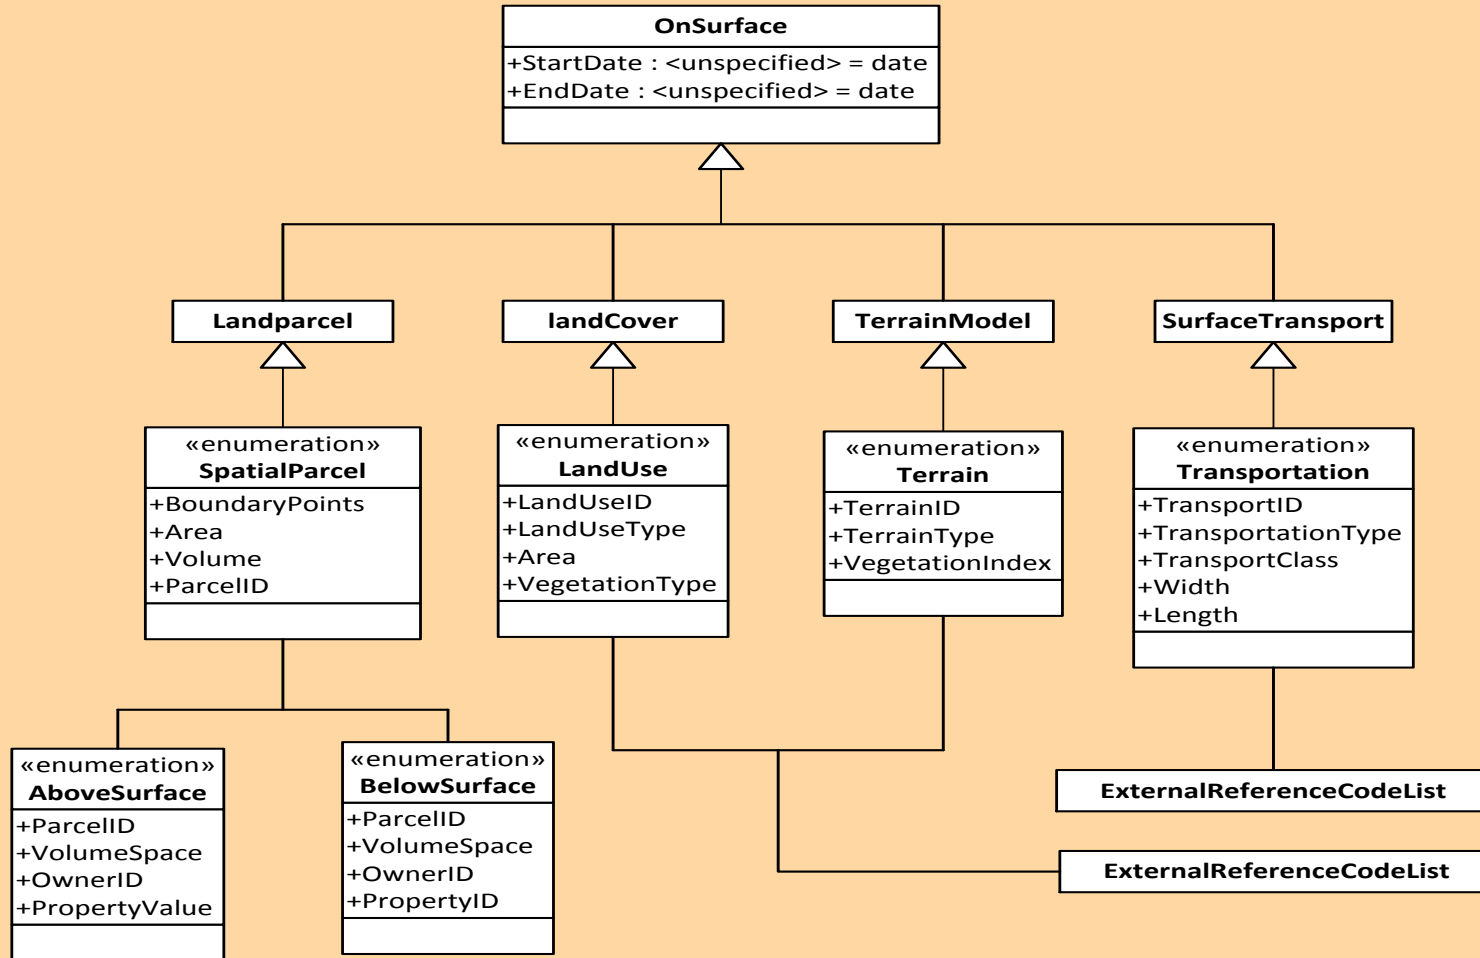 OnSurface
+StartDate : <unspecified> = date
+EndDate : <unspecified> = date
Landparcel
landCover
TerrainModel
SurfaceTransport
«enumeration»
SpatialParcel
+BoundaryPoints
+Area
+Volume
+ParcelID
«enumeration»
LandUse
+LandUseID
+LandUseType
+Area
+VegetationType
«enumeration»
Terrain
+TerrainID
+TerrainType
+VegetationIndex
«enumeration»
Transportation
+TransportID
+TransportationType
+TransportClass
+Width
+Length
«enumeration»
AboveSurface
+ParcelID
+VolumeSpace
+OwnerID
+PropertyValue
«enumeration»
BelowSurface
+ParcelID
+VolumeSpace
+OwnerID
+PropertyID
ExternalReferenceCodeList
ExternalReferenceCodeList